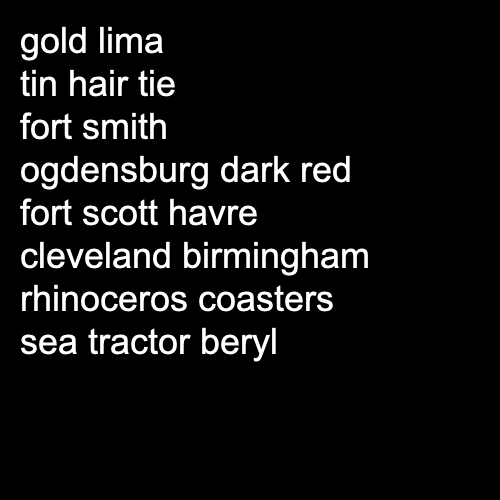 gold lima
tin hair tie
fort smith
ogdensburg dark red
fort scott havre
cleveland birmingham
rhinoceros coasters
sea tractor beryl